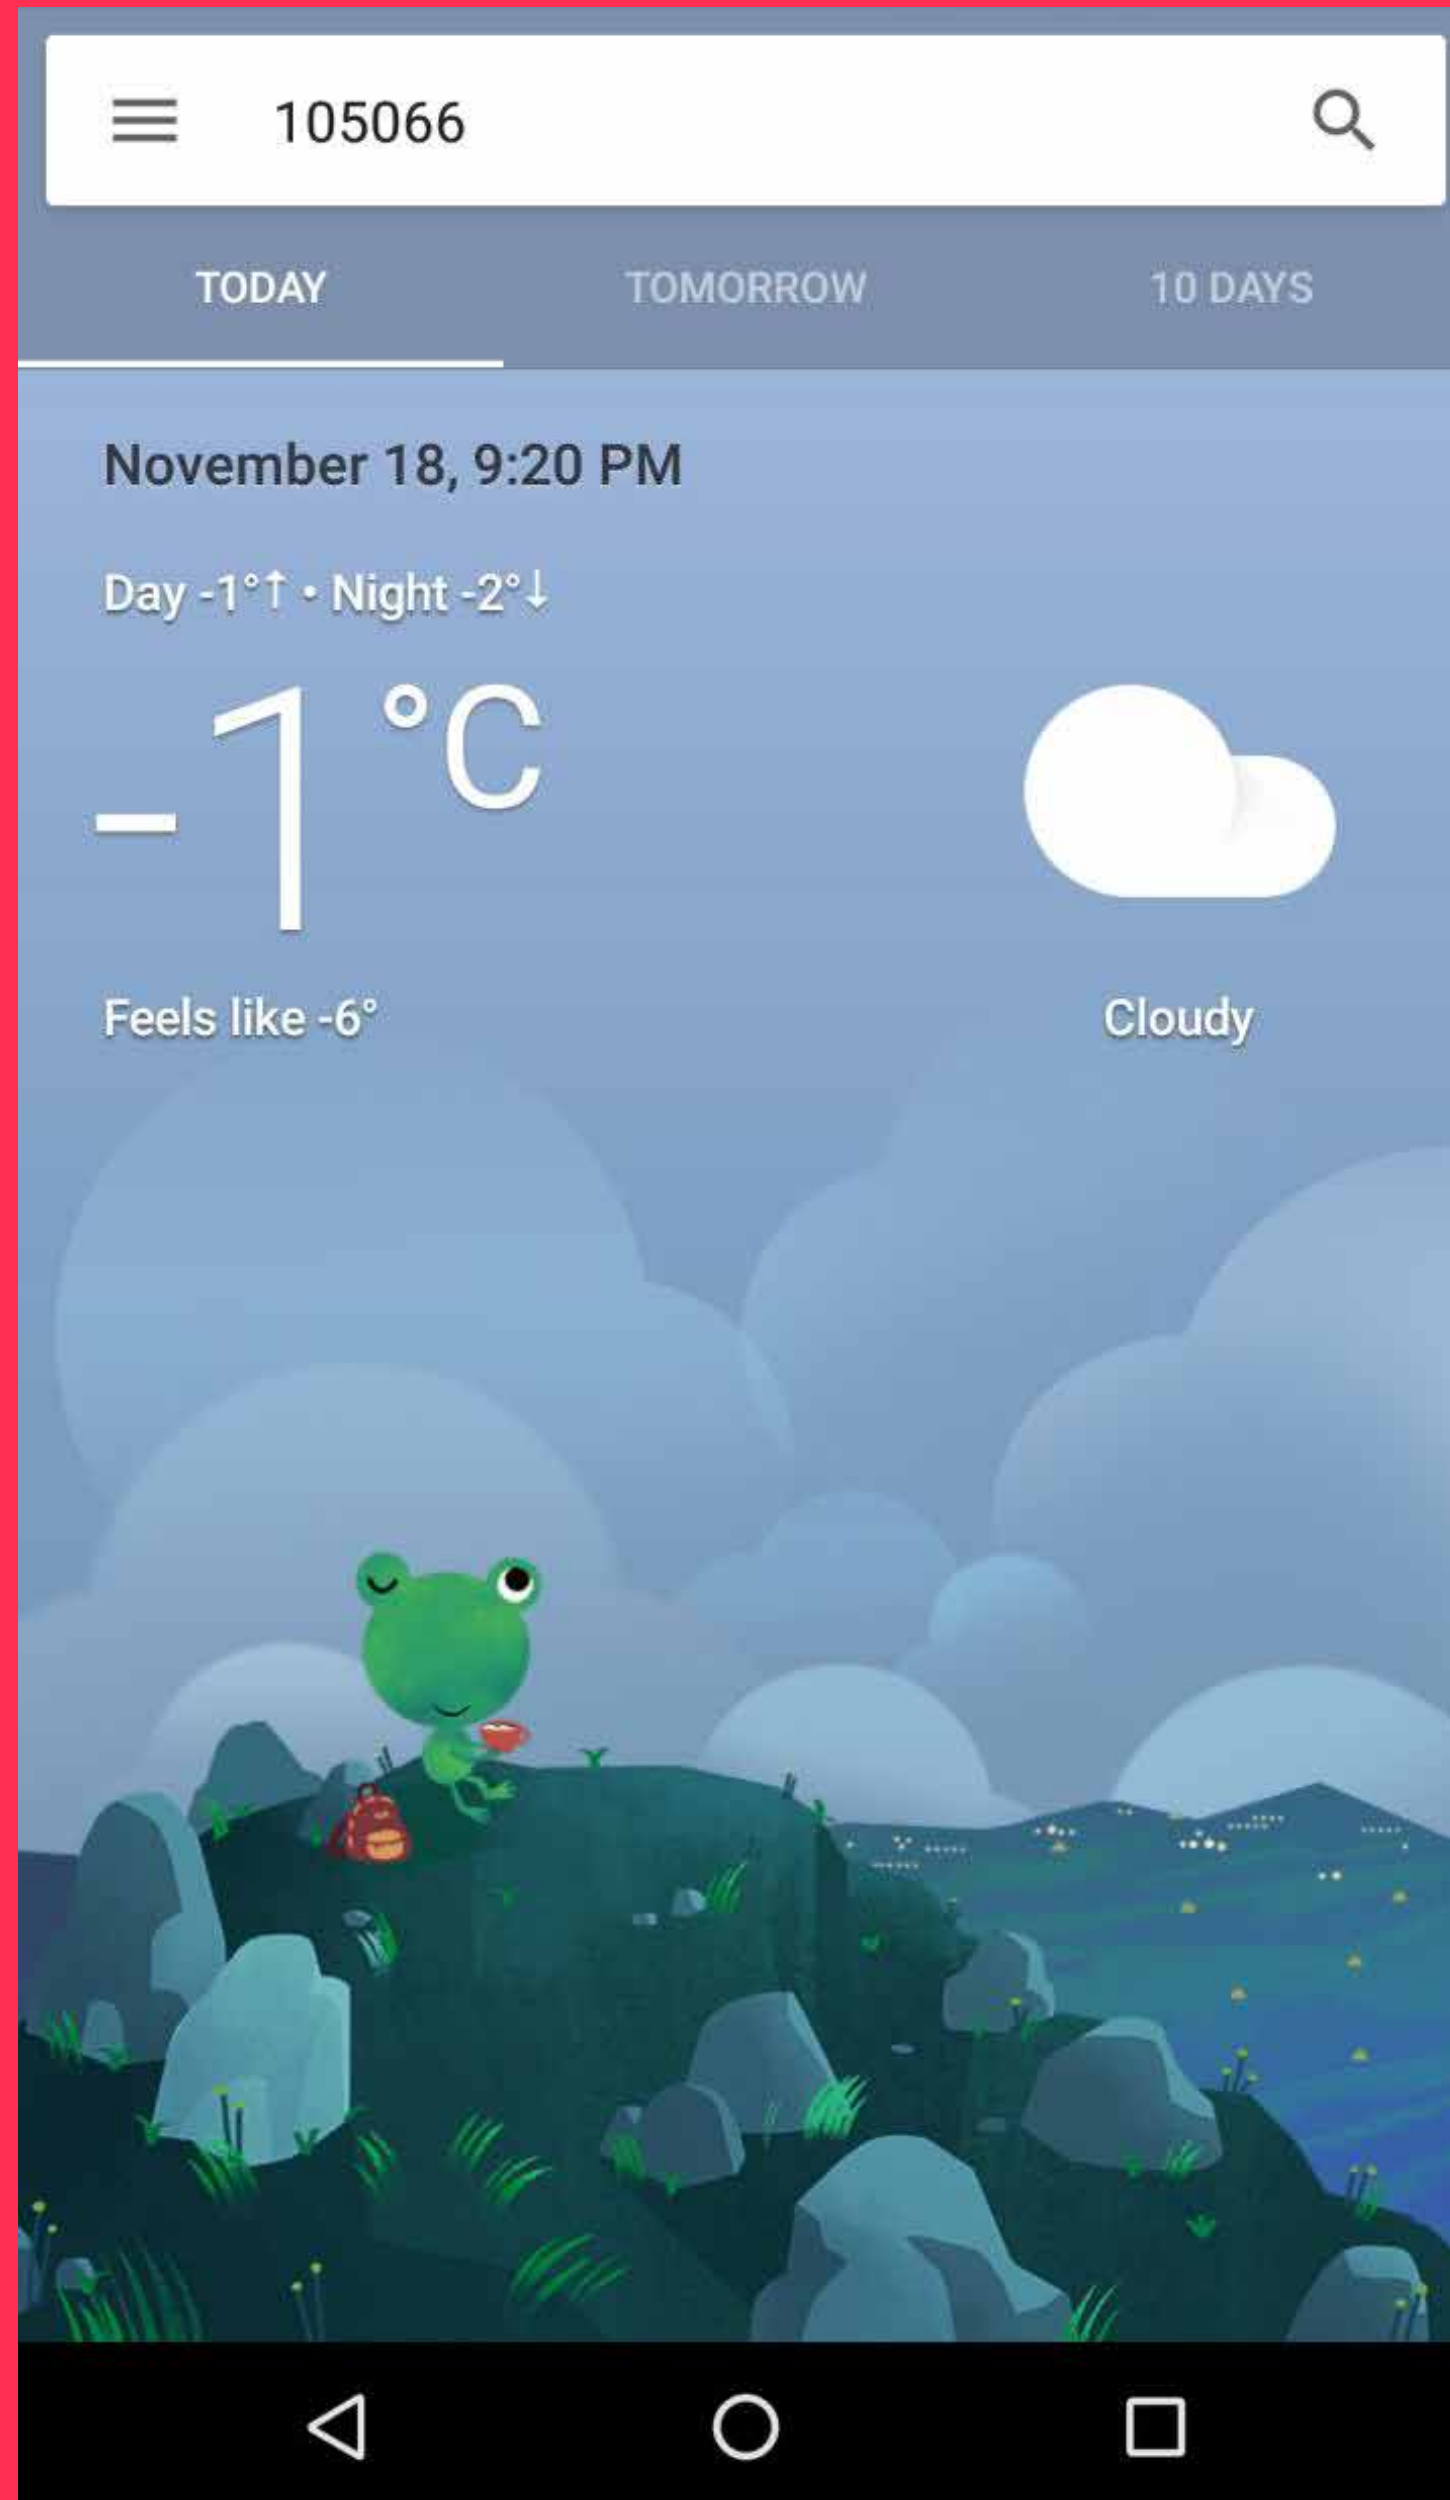 105066
TODAY TOMORROW 10 DAYS
November 18, 9:20 PM
Day -1°↑ • Night -2°↓
-1 °C
Feels like -6° Cloudy